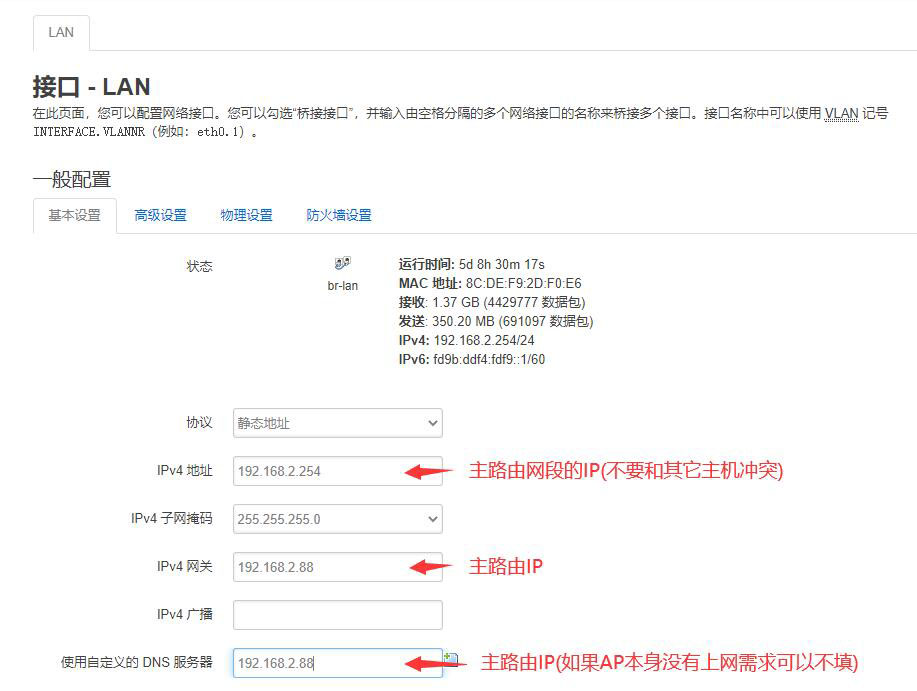 LAN
接口 - LAN
在此页面，您可以配置网络接口。您可以勾选“桥接接口”，并输入由空格分隔的多个网络接口的名称来桥接多个接口。接口名称中可以使用 VLAN 记号
INTERFACE.VLANNR（例如：eth0.1）。
一般配置
基本设置 高级设置 物理设置 防火墙设置
状态
br-lan
运行时间: 5d 8h 30m 17s
MAC 地址: 8C:DE:F9:2D:F0:E6
接收: 1.37 GB (4429777 数据包)
发送: 350.20 MB (691097 数据包)
IPv4: 192.168.2.254/24
IPv6: fd9b:ddf4:fdf9::1/60
协议 静态地址
IPv4 地址 192.168.2.254 主路由网段的IP(不要和其它主机冲突)
IPv4 子网掩码 255.255.255.0
IPv4 网关 192.168.2.88 主路由IP
IPv4 广播
使用自定义的 DNS 服务器 192.168.2.88 主路由IP(如果AP本身没有上网需求可以不填)